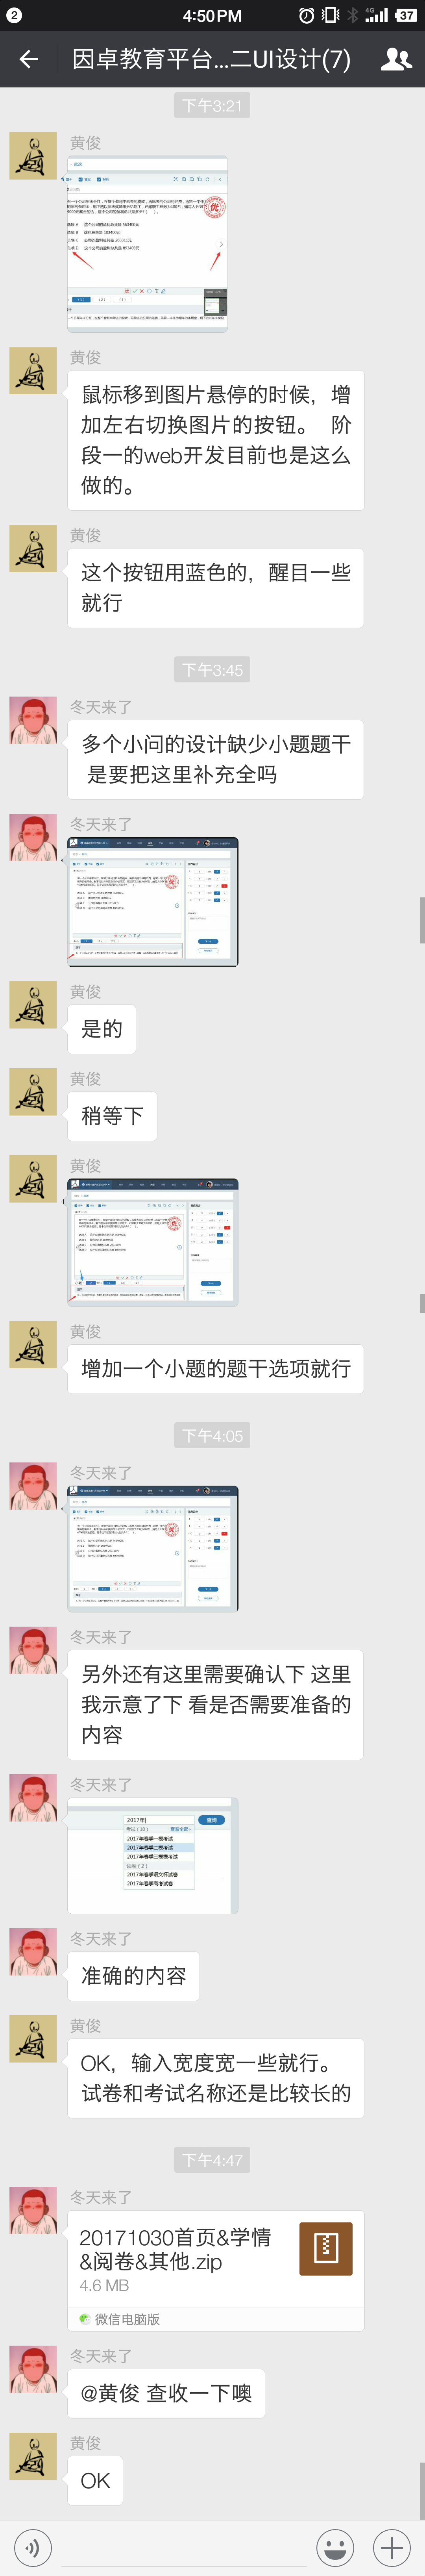 2
4:50 PM
4G
37
因卓教育平台...二UI设计(7)
下午3:21
黄俊
黄俊
鼠标移到图片悬停的时候，增
加左右切换图片的按钮。 阶
段一的web开发目前也是这么
做的。
黄俊
这个按钮用蓝色的，醒目一些
就行
下午3:45
冬天来了
多个小问的设计缺少小题题干
是要把这里补充全吗
冬天来了
黄俊
是的
黄俊
稍等下
黄俊
黄俊
增加一个小题的题干选项就行
下午4:05
冬天来了
冬天来了
另外还有这里需要确认下 这里
我示意了下 看是否需要准备的
内容
冬天来了
2017年|
查询
考试（10）
查看全部>
2017年春季一模考试
2017年春季二模考试
2017年春季三模模考试
试卷（2）
2017年春季语文杯试卷
2017年春季英考试卷
冬天来了
准确的内容
黄俊
OK，输入宽度宽一些就行。
试卷和考试名称还是比较长的
下午4:47
冬天来了
20171030首页&学情
&阅卷&其他.zip
4.6 MB
微信电脑版
冬天来了
@黄俊 查收一下噢
黄俊
OK